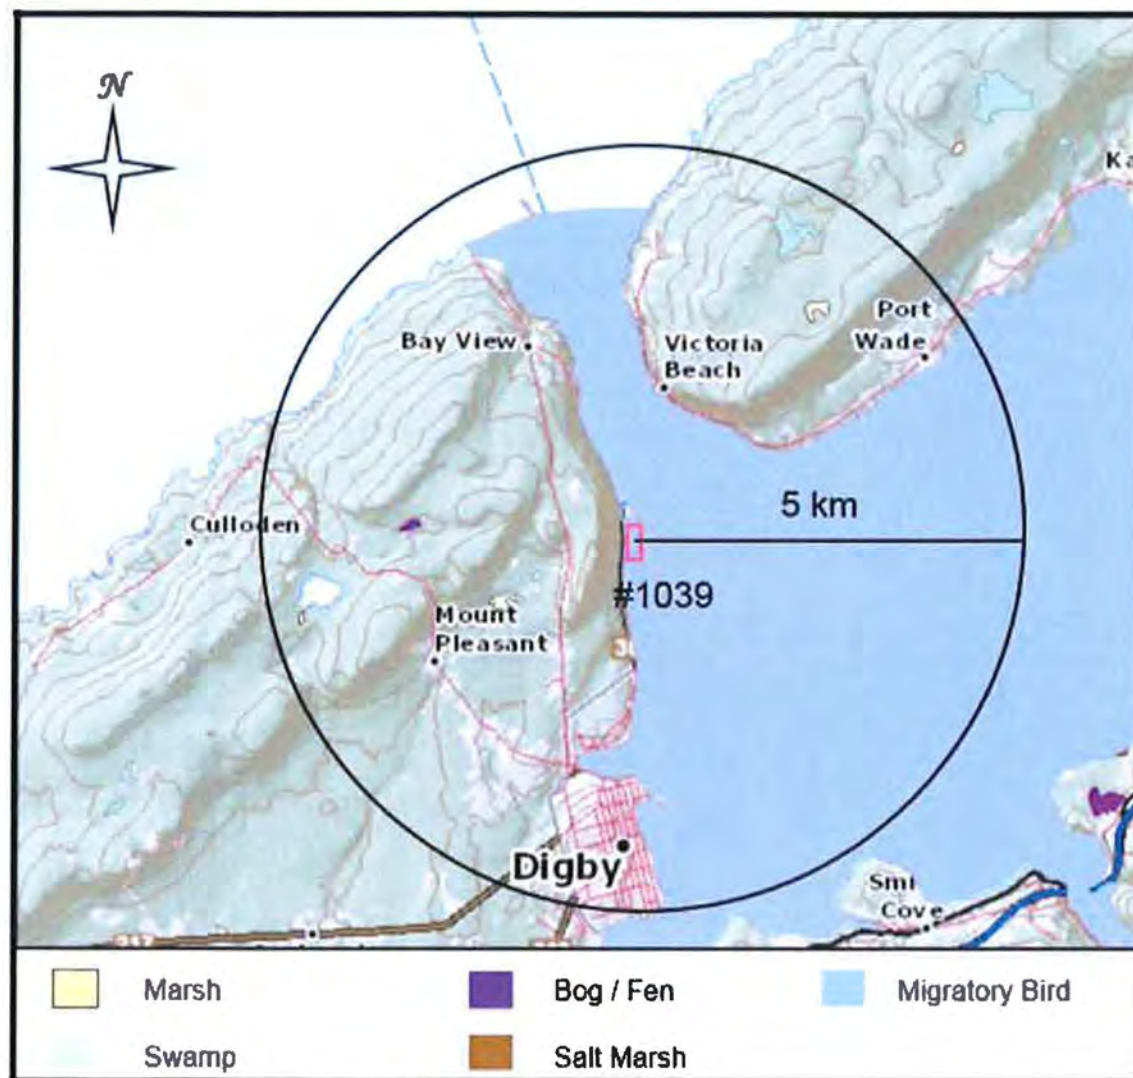 N
Ka
Port
Wade
Bay View
Victoria
Beach
5 km
Culloden
#1039
Mount
Pleasant
Digby
Smi
Cove
Marsh
Bog / Fen
Migratory Bird
Swamp
Salt Marsh